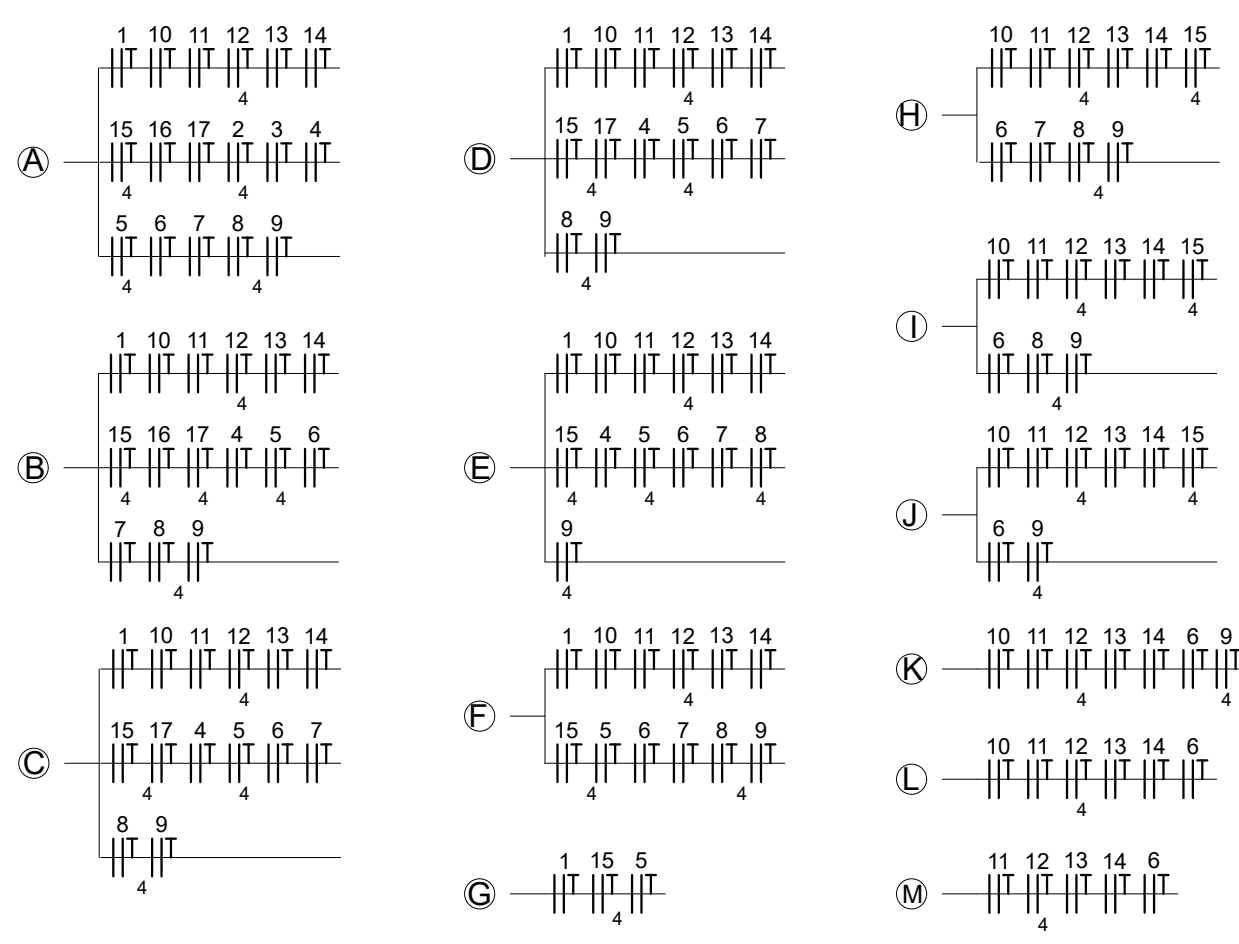 1 10 11 12 13 14
4
A
15 16 17 2 3 4
4 4
5 6 7 8 9
4 4
1 10 11 12 13 14
4
B
15 16 17 4 5 6
4 4 4
7 8 9
4
1 10 11 12 13 14
4
C
15 17 4 5 6 7
4 4
8 9
4
1 10 11 12 13 14
4
D
15 17 4 5 6 7
4 4
8 9
4
1 10 11 12 13 14
4
E
15 4 5 6 7 8
4 4 4
9
4
1 10 11 12 13 14
4
F
15 5 6 7 8 9
4 4
G
1 15 5
4
10 11 12 13 14 15
4 4
H
6 7 8 9
4
10 11 12 13 14 15
4 4
I
6 8 9
4
10 11 12 13 14 15
4 4
J
6 9
4
10 11 12 13 14 6 9
K
4 4
10 11 12 13 14 6
L
4
11 12 13 14 6
M
4